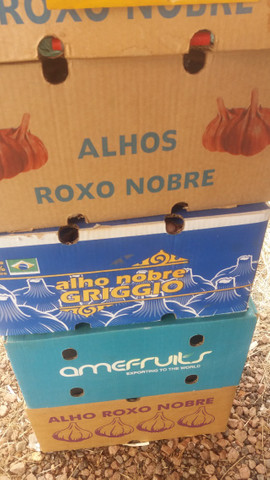 ROXO NOBRE
ALHOS
ROXO NOBRE
alho nobre
GRIGGIO
amefruits
EXPORTING TO THE WORLD
ALHO ROXO NOBRE